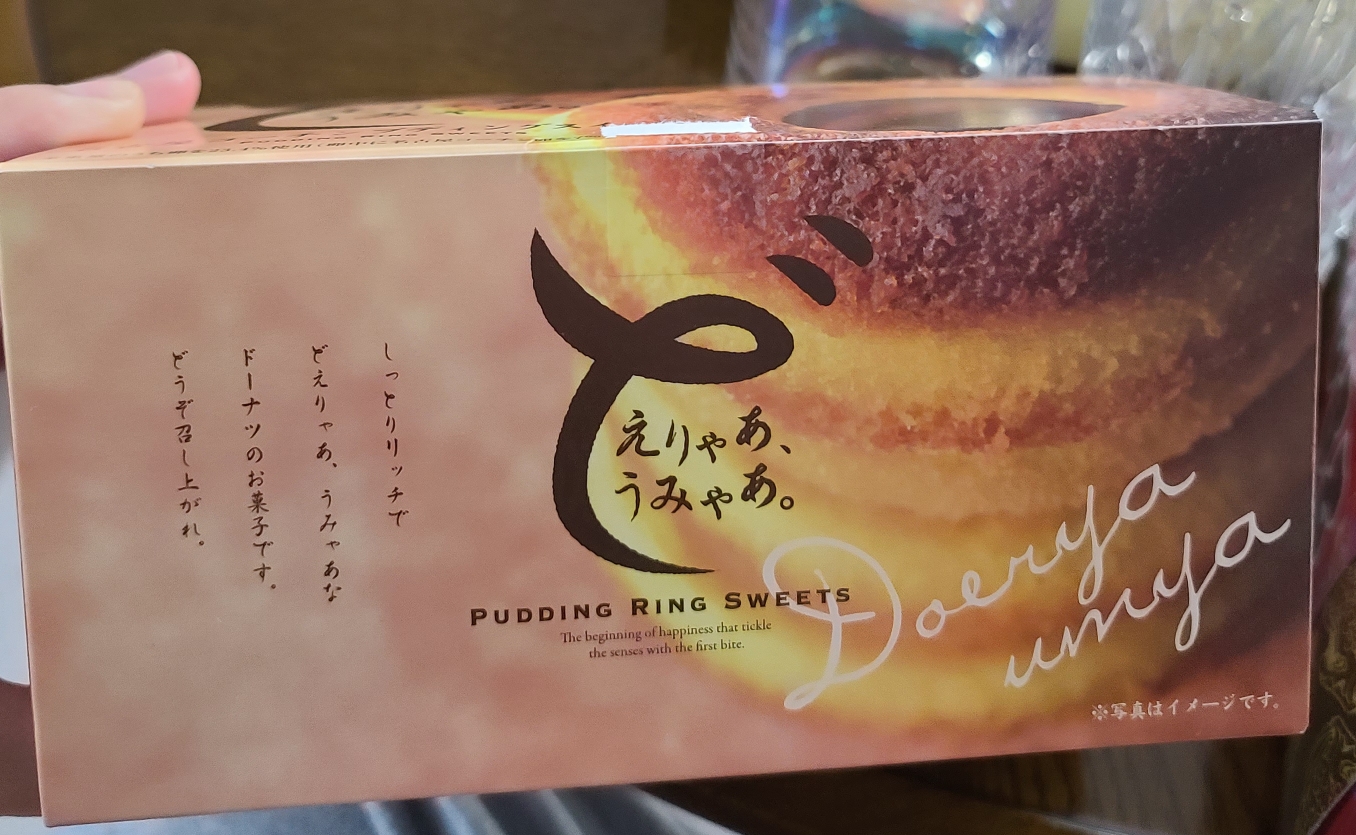 どえりゃあ、
うみゃあ。
PUDDING RING SWEETS
The beginning of happiness that tickle
the senses with the first bite.
Doerya
umya
しっとりリッチで
どえりゃあ、うみゃあな
ドーナツのお菓子です。
どうぞ召し上がれ。
※写真はイメージです。